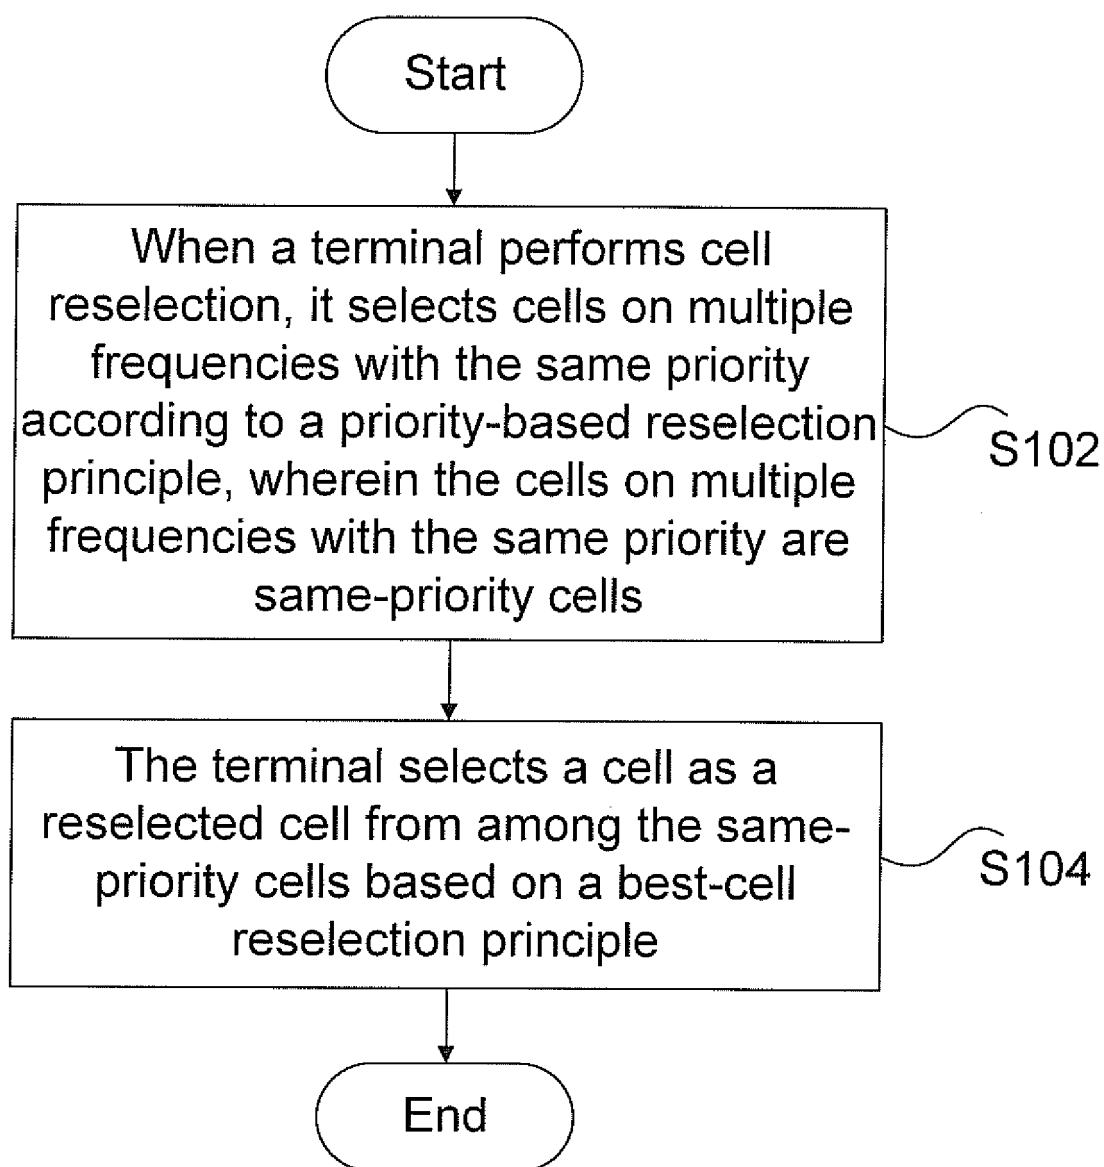 Start
When a terminal performs cell
reselection, it selects cells on multiple
frequencies with the same priority
according to a priority-based reselection
principle, wherein the cells on multiple
frequencies with the same priority are
same-priority cells
S102
The terminal selects a cell as a
reselected cell from among the same-
priority cells based on a best-cell
reselection principle
S104
End